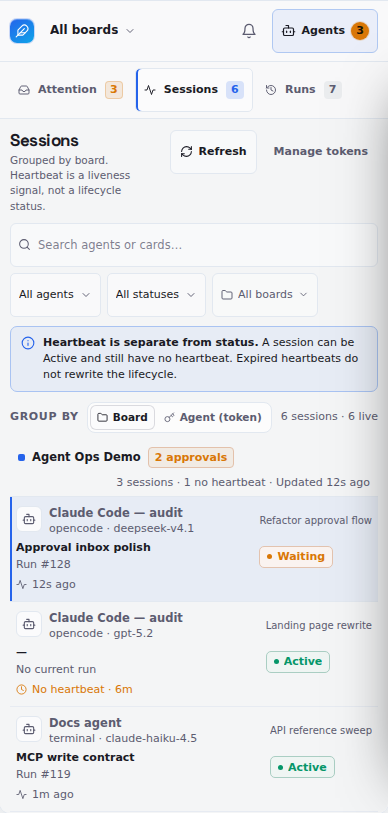 All boards
Agents 3
Attention 3
Sessions 6
Runs 7
Sessions
Grouped by board.
Heartbeat is a liveness
signal, not a lifecycle
status.
Refresh
Manage tokens
Search agents or cards...
All agents
All statuses
All boards
Heartbeat is separate from status. A session can be
Active and still have no heartbeat. Expired heartbeats do
not rewrite the lifecycle.
GROUP BY
Board
Agent (token)
6 sessions · 6 live
Agent Ops Demo 2 approvals
3 sessions · 1 no heartbeat · Updated 12s ago
Claude Code — audit
opencode · deepseek-v4.1
Refactor approval flow
Approval inbox polish
Run #128
Waiting
12s ago
Claude Code — audit
opencode · gpt-5.2
Landing page rewrite
—
No current run
Active
No heartbeat · 6m
Docs agent
terminal · claude-haiku-4.5
API reference sweep
MCP write contract
Run #119
Active
1m ago